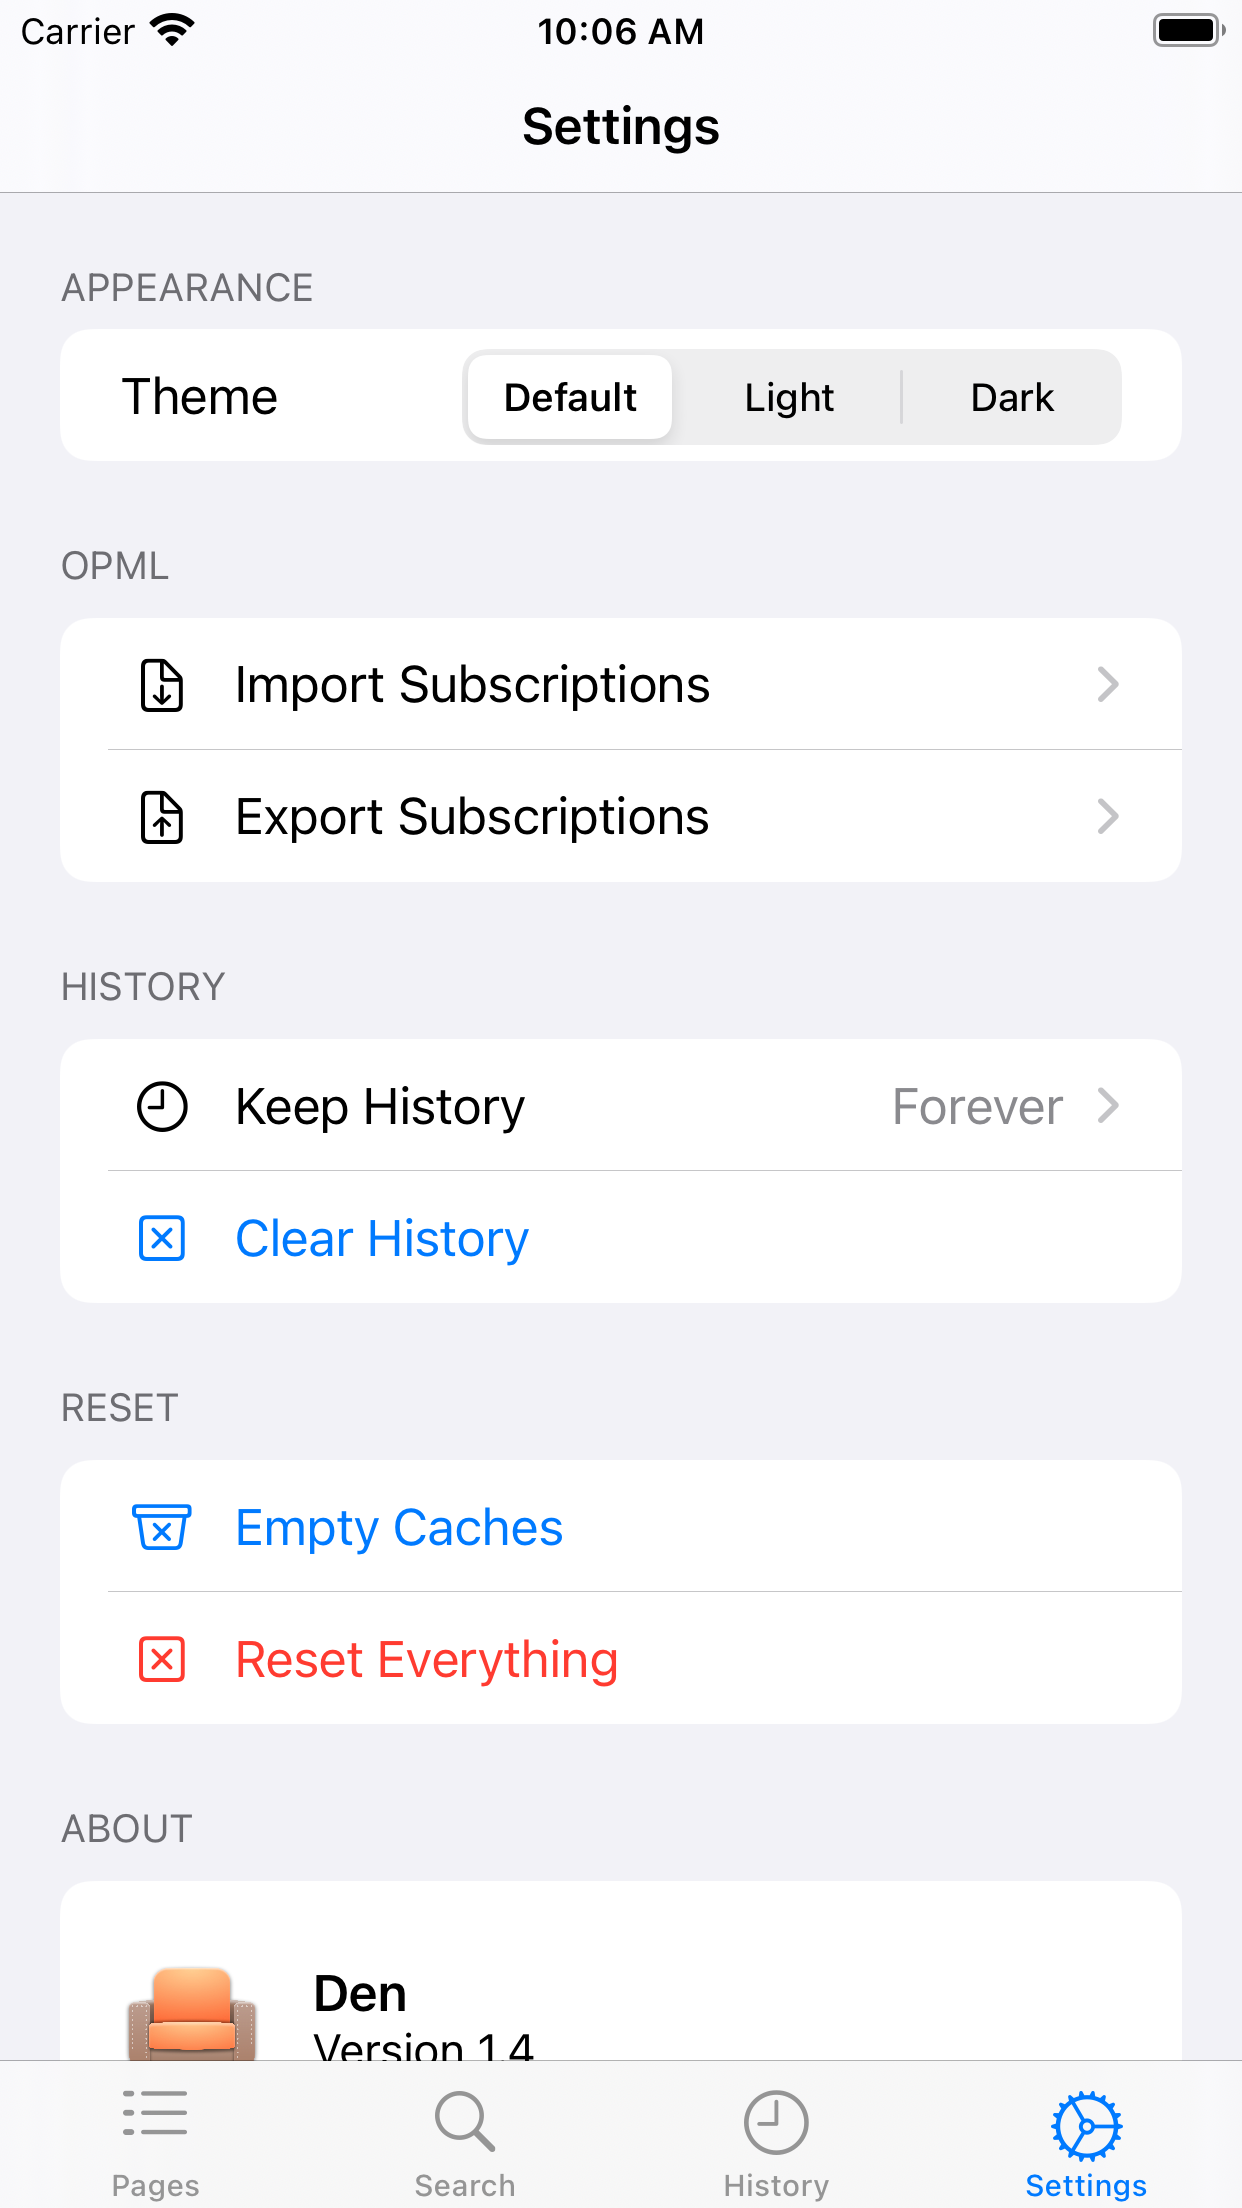 Carrier 10:06 AM
Settings
APPEARANCE
Theme Default Light Dark
OPML
Import Subscriptions
Export Subscriptions
HISTORY
Keep History Forever
Clear History
RESET
Empty Caches
Reset Everything
ABOUT
Den
Version 1.4
Pages Search History Settings